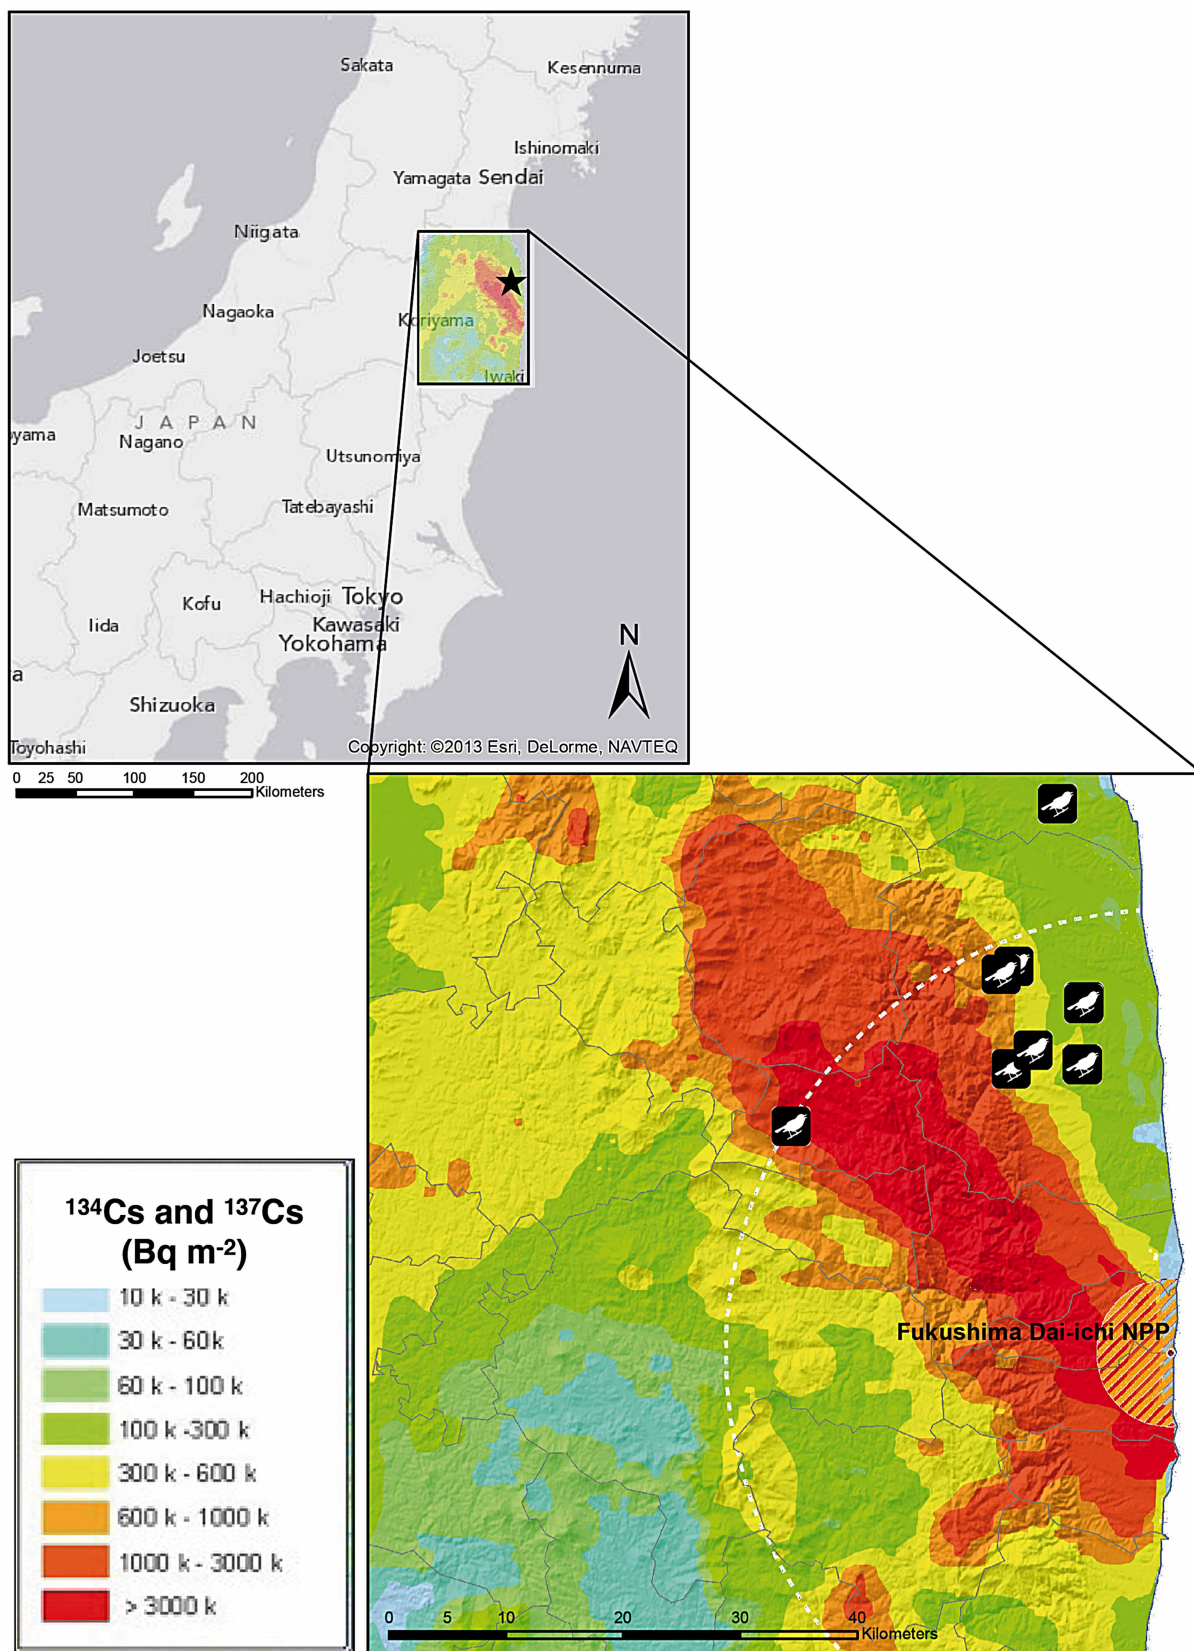 Sakata
Kesennuma
Ishinomaki
Yamagata Sendai
Niigata
Nagaoka
Koriyama
Joetsu
Iwaki
JAPAN
yama
Nagano
Utsunomiya
Matsumoto
Tatebayashi
Kofu
Hachioji Tokyo
Iida
Kawasaki
Yokohama
N
a
Shizuoka
Toyohashi
Copyright: ©2013 Esri, DeLorme, NAVTEQ
0 25 50 100 150 200
Kilometers
134Cs and 137Cs
(Bq m-2)
10 k - 30 k
30 k - 60k
60 k - 100 k
100 k -300 k
300 k - 600 k
600 k - 1000 k
1000 k - 3000 k
> 3000 k
Fukushima Dai-ichi NPP
0 5 10 20 30 40
Kilometers